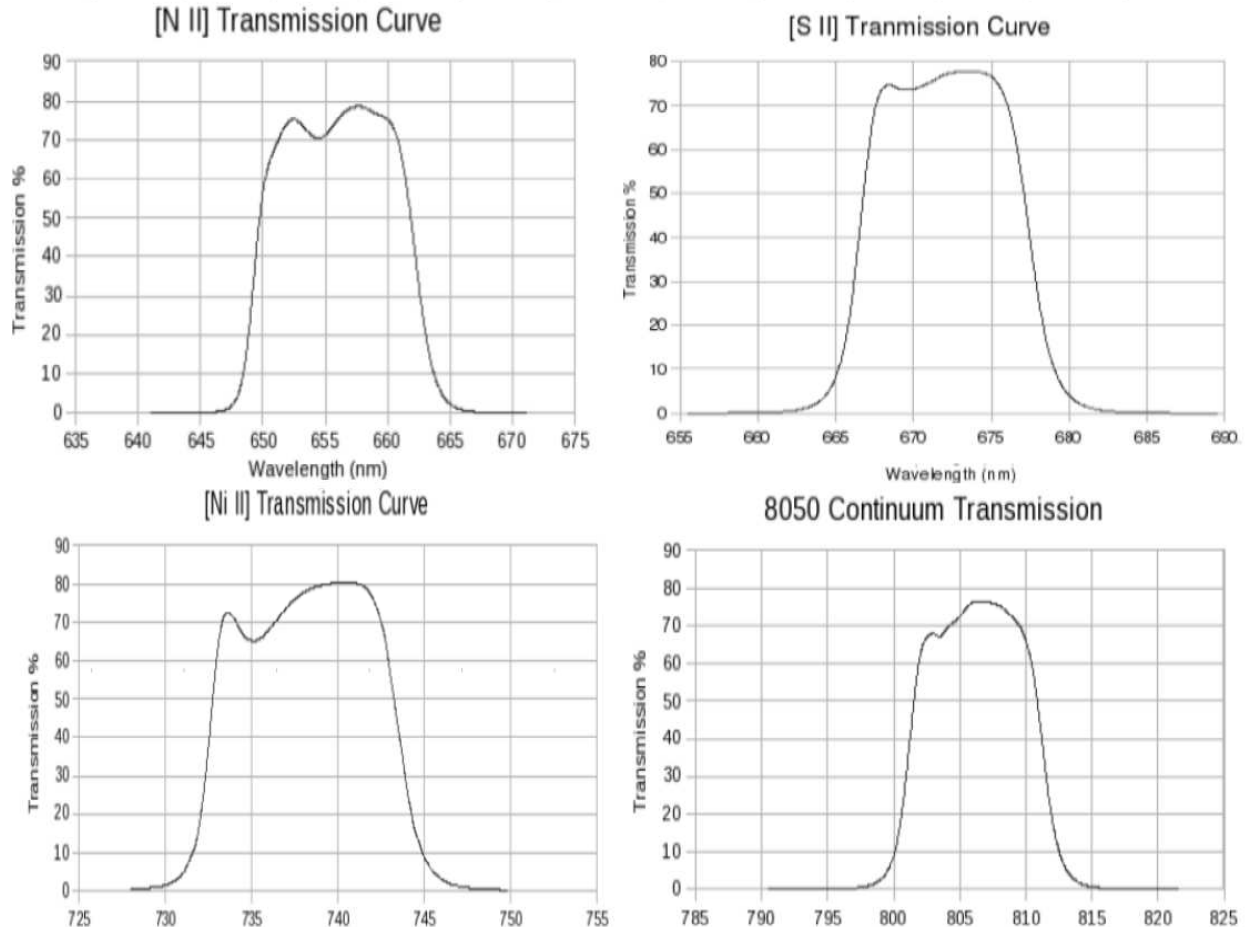 [N II] Transmission Curve
90
80
70
60
50
40
30
20
10
0
Transmission %
635 640 645 650 655 660 665 670 675
Wavelength (nm)
[S II] Tranmission Curve
80
70
60
50
40
30
20
10
0
Transmission %
655 660 665 670 675 680 685 690
Wavelength (nm)
[Ni II] Transmission Curve
90
80
70
60
50
40
30
20
10
0
Transmission %
725 730 735 740 745 750 755
8050 Continuum Transmission
90
80
70
60
50
40
30
20
10
0
Transmission %
785 790 795 800 805 810 815 820 825